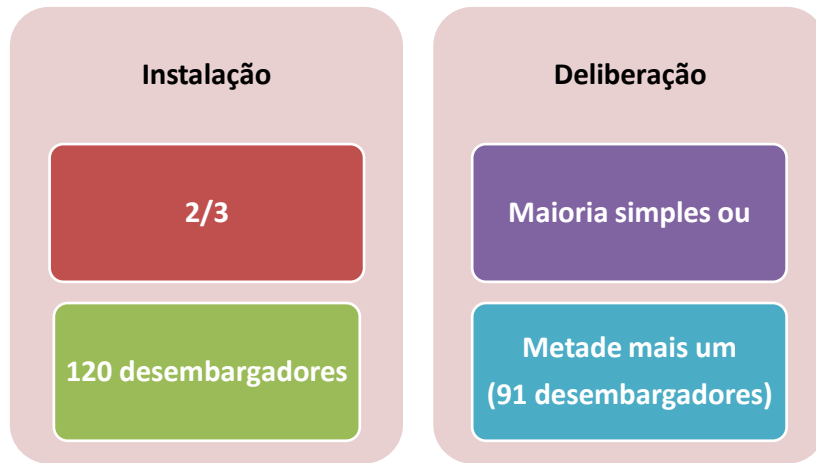 Instalação
2/3
120 desembargadores
Deliberação
Maioria simples ou
Metade mais um
(91 desembargadores)